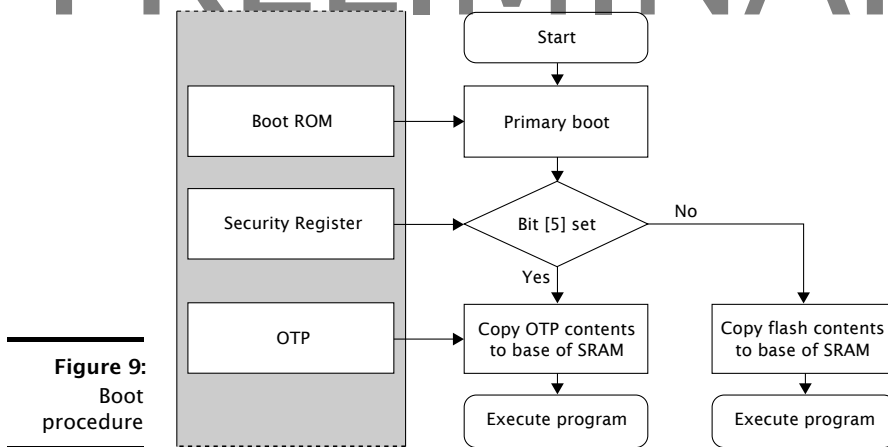 Start
Boot ROM
Primary boot
Security Register
Bit [5] set
No
Yes
OTP
Copy OTP contents
to base of SRAM
Copy flash contents
to base of SRAM
Execute program
Execute program
Figure 9:
Boot
procedure